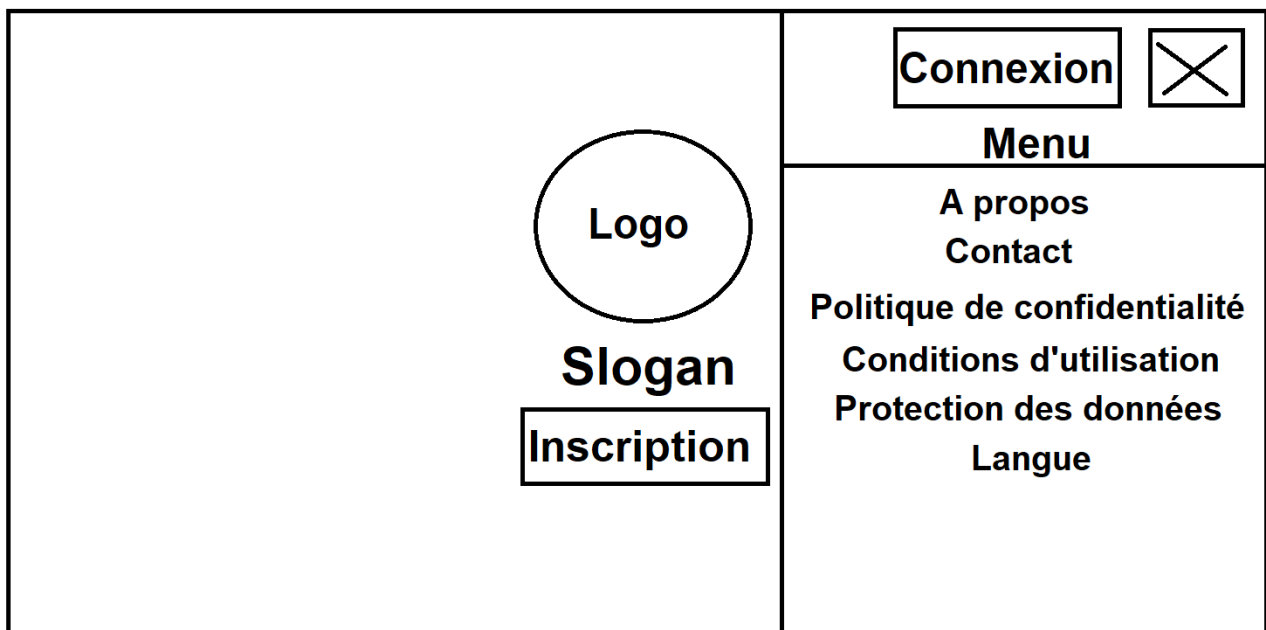 Connexion
Menu
Logo
Slogan
Inscription
A propos
Contact
Politique de confidentialité
Conditions d'utilisation
Protection des données
Langue